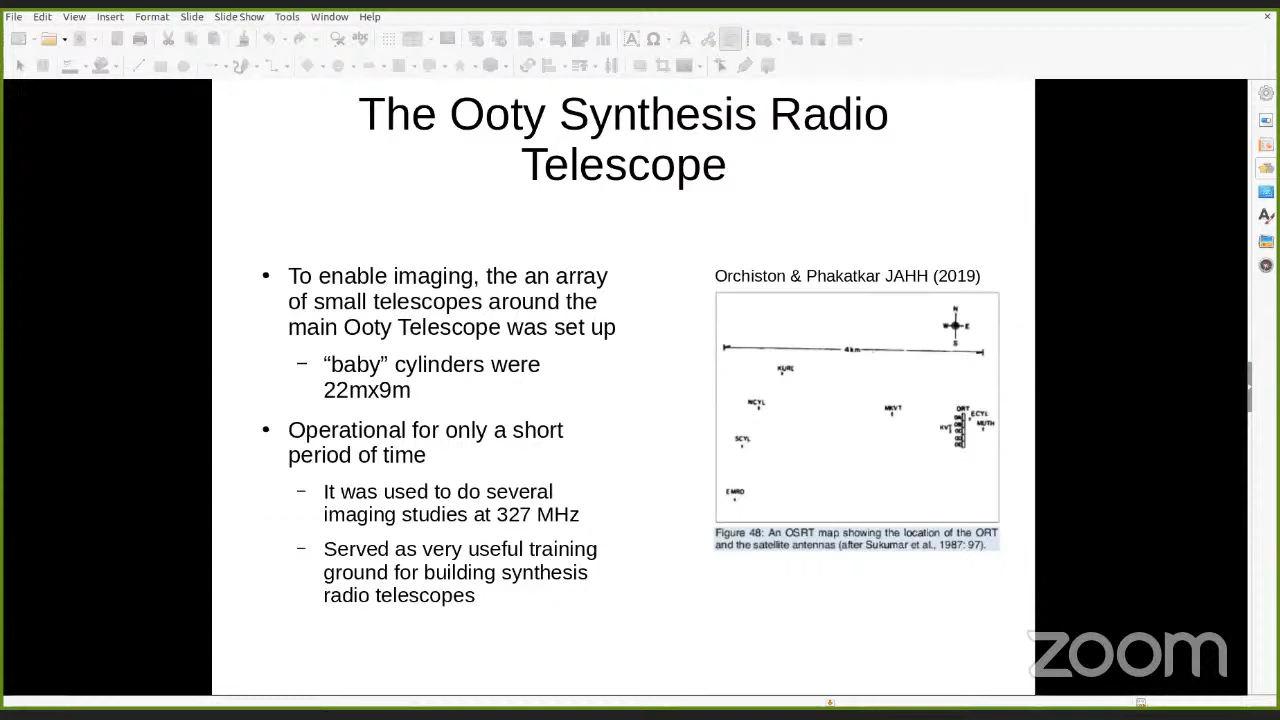 File Edit View Insert Format Slide Slide Show Tools Window Help
The Ooty Synthesis Radio
Telescope
• To enable imaging, the an array
of small telescopes around the
main Ooty Telescope was set up
– “baby” cylinders were
22mx9m
• Operational for only a short
period of time
– It was used to do several
imaging studies at 327 MHz
– Served as very useful training
ground for building synthesis
radio telescopes
Orchiston & Phakatkar JAHH (2019)
N
W E
S
4km
KURL
NCYL
MKVT
ORT
ECYL
KVT
MUTH
SCYL
EMRD
Figure 48: An OSRT map showing the location of the ORT
and the satellite antennas (after Sukumar et al., 1987: 97).
zoom